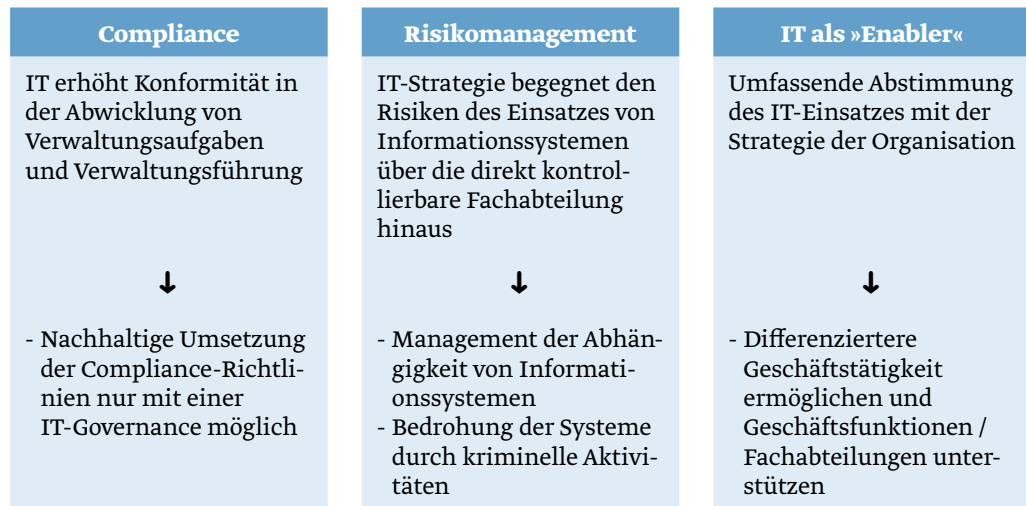 Compliance
IT erhöht Konformität in
der Abwicklung von
Verwaltungsaufgaben
und Verwaltungsführung
↓
- Nachhaltige Umsetzung
der Compliance-Richtli-
nien nur mit einer
IT-Governance möglich
Risikomanagement
IT-Strategie begegnet den
Risiken des Einsatzes von
Informationssystemen
über die direkt kontrol-
lierbare Fachabteilung
hinaus
↓
- Management der Abhän-
gigkeit von Informati-
onssystemen
- Bedrohung der Systeme
durch kriminelle Aktivi-
täten
IT als »Enabler«
Umfassende Abstimmung
des IT-Einsatzes mit der
Strategie der Organisation
↓
- Differenziertere
Geschäftstätigkeit
ermöglichen und
Geschäftsfunktionen /
Fachabteilungen unter-
stützen